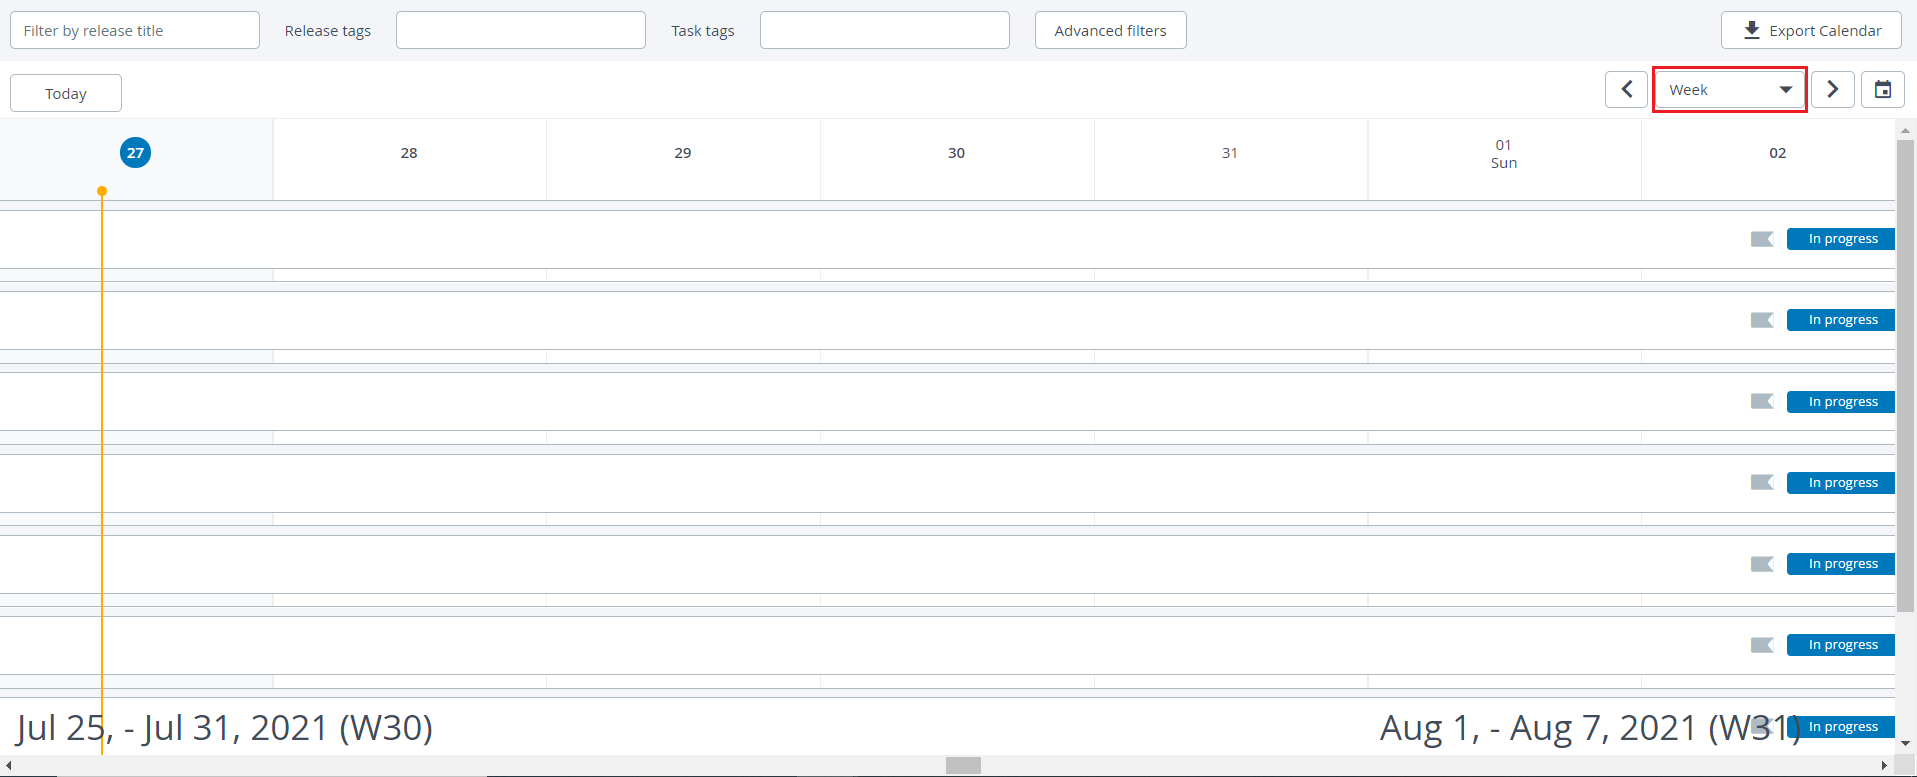 Filter by release title Release tags Task tags Advanced filters Export Calendar
Today Week
27 28 29 30 31 01 02
Sun
In progress
In progress
In progress
In progress
In progress
In progress
Jul 25, - Jul 31, 2021 (W30) Aug 1, - Aug 7, 2021 (W31) In progress